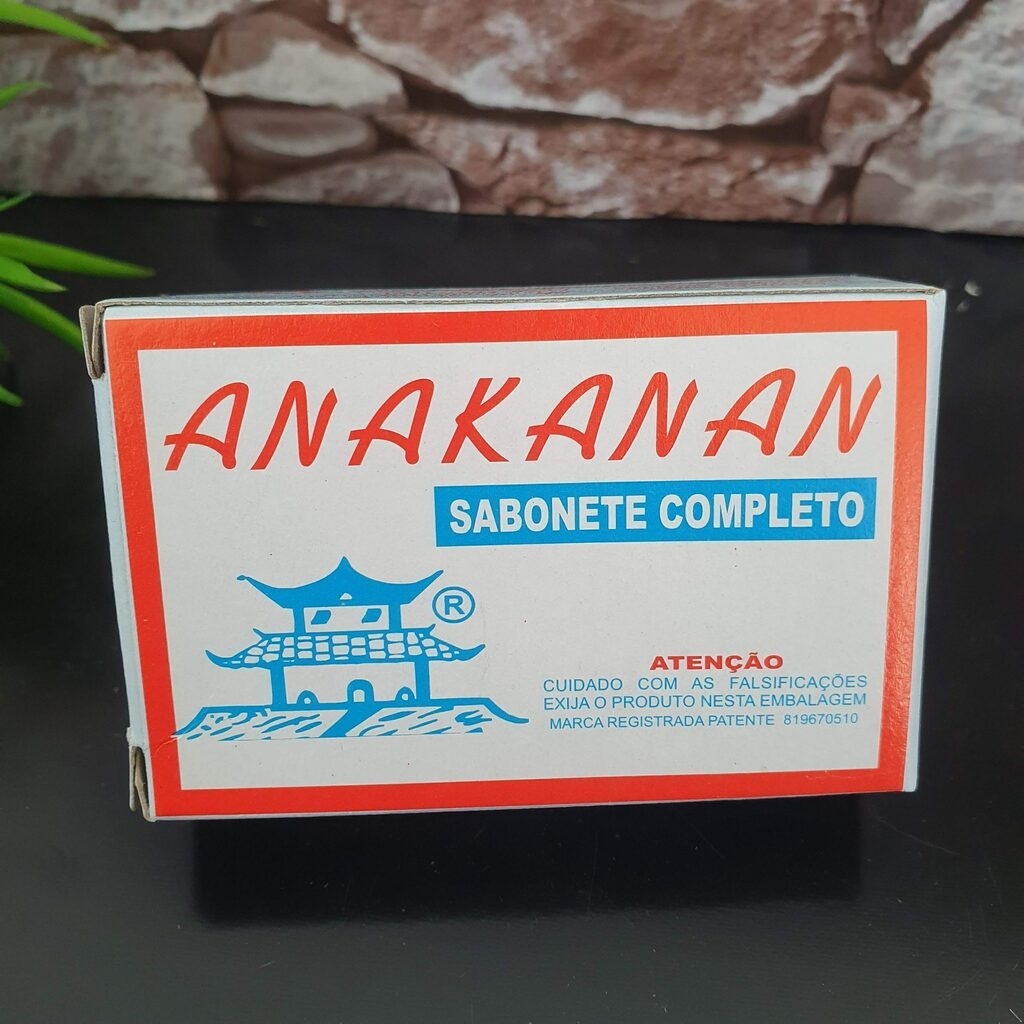 ANAKANAN
SABONETE COMPLETO
®
ATENÇÃO
CUIDADO COM AS FALSIFICAÇÕES
EXIJA O PRODUTO NESTA EMBALAGEM
MARCA REGISTRADA PATENTE 819670510